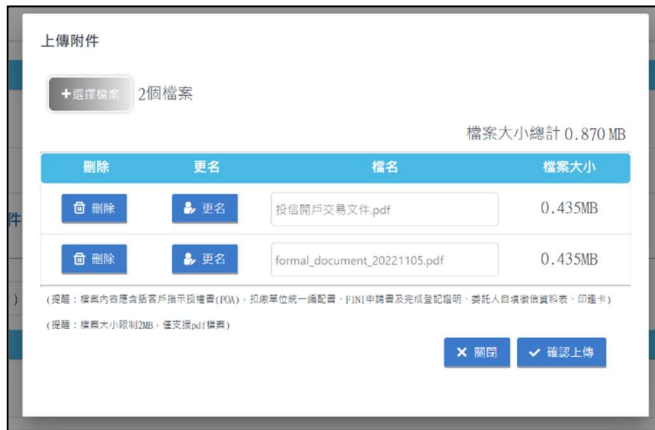 上傳附件
+選擇檔案 2個檔案
檔案大小總計 0.870 MB
刪除 更名 檔名 檔案大小
刪除 更名 投信開戶交易文件.pdf 0.435MB
件
刪除 更名 formal_document_20221105.pdf 0.435MB
)
(提醒：檔案內容應含括客戶指示授權書(POA)、扣繳單位統一編配書、FINI申請書及完成登記證明、委託人自填徵信資料表、印鑑卡)
(提醒：檔案大小限制2MB，僅支援pdf檔案)
關閉 確認上傳